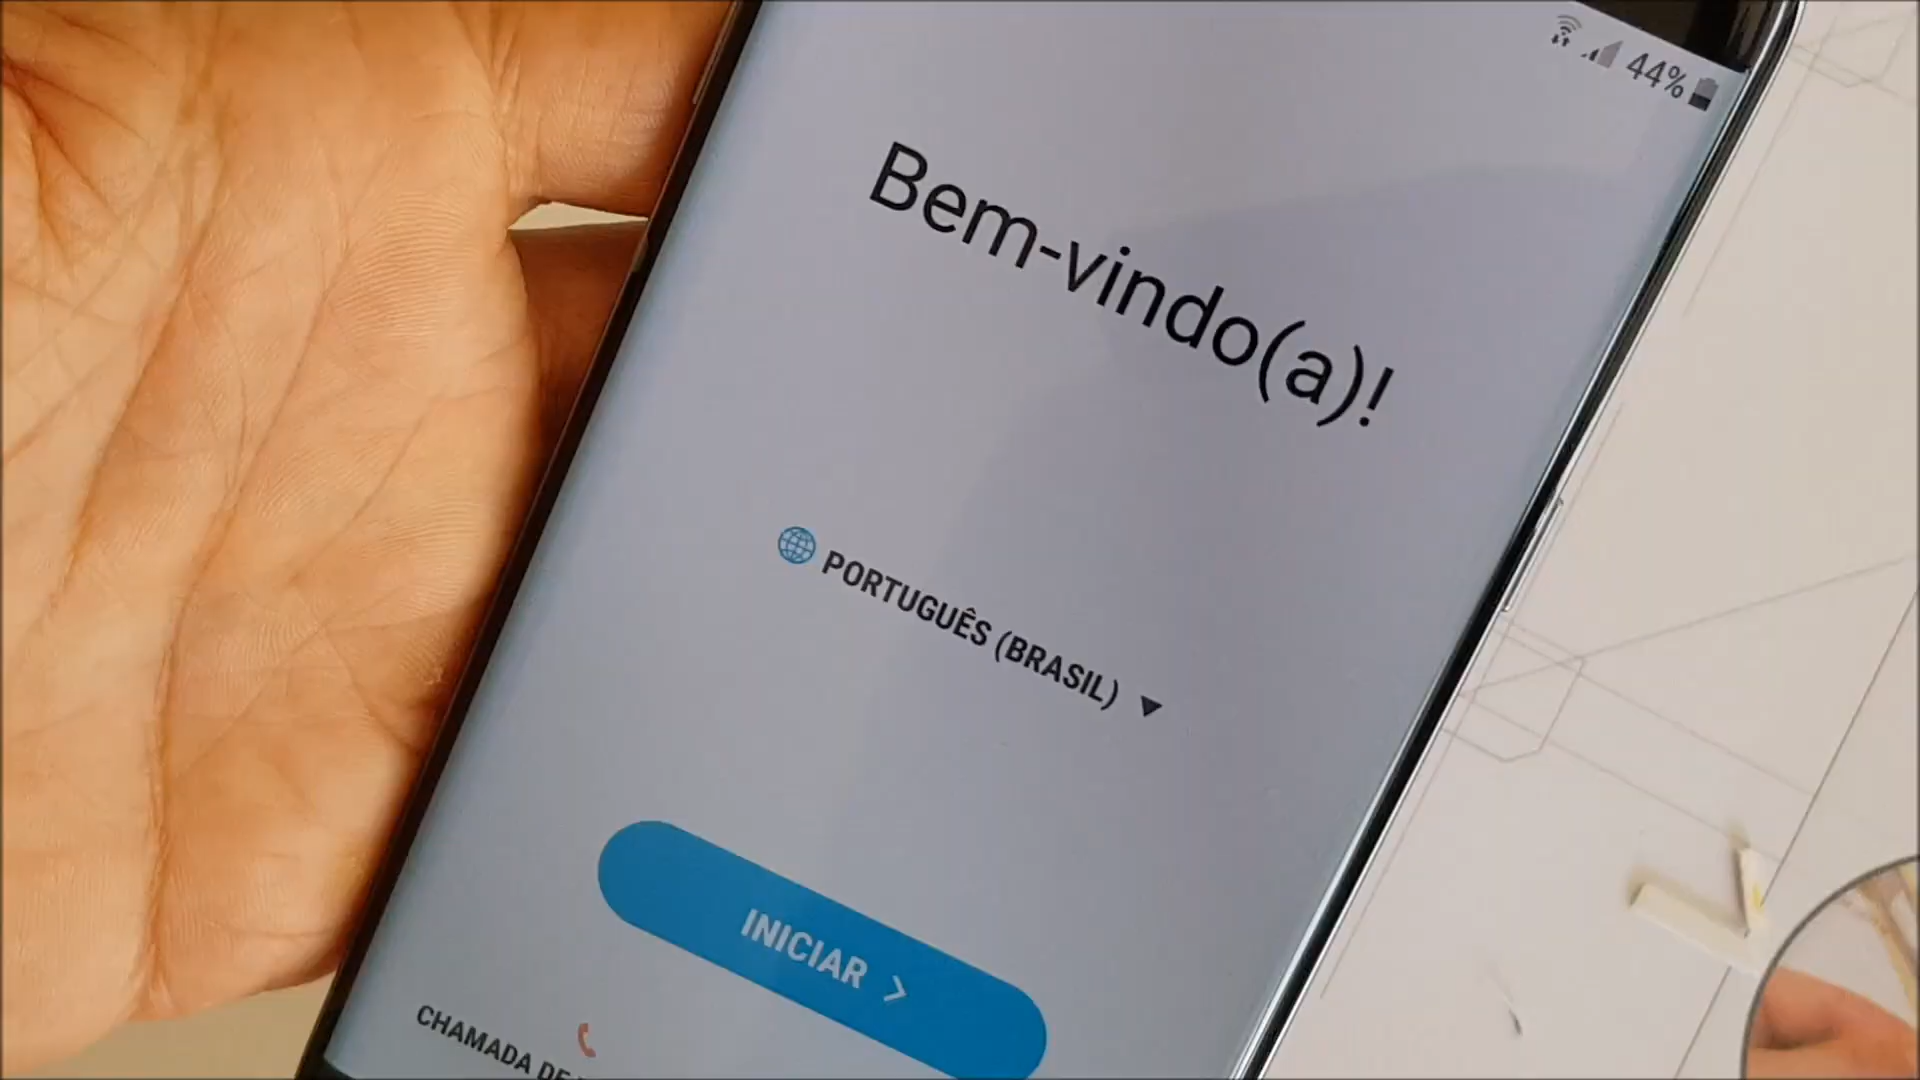 44%
Bem-vindo(a)!
PORTUGUÊS (BRASIL)
INICIAR >
CHAMADA DE